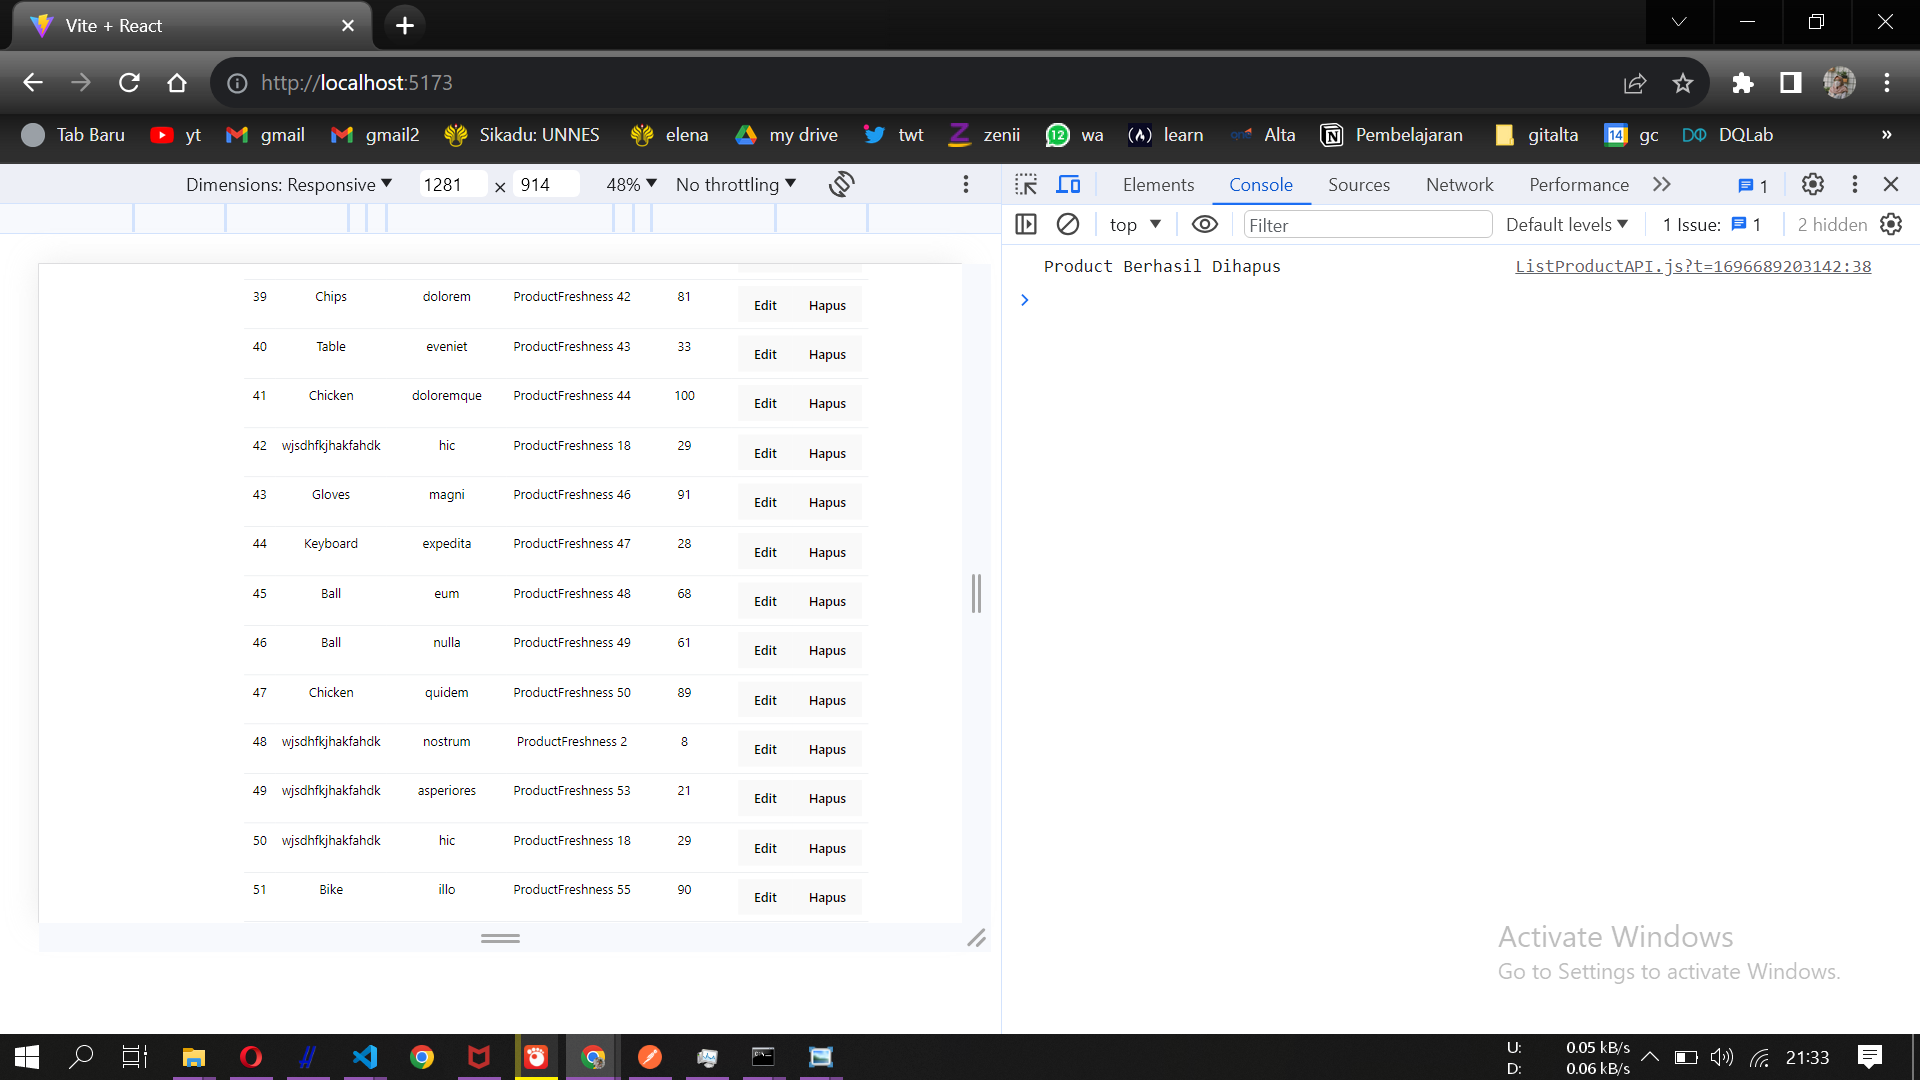 Vite + React
http://localhost:5173
Tab Baru yt gmail gmail2 Sikadu: UNNES elena my drive twt zenii 12 wa learn Alta Pembelajaran gitalta 14 gc DQLab »
Dimensions: Responsive 1281 × 914 48% No throttling
Elements Console Sources Network Performance 1
top Filter Default levels 1 Issue: 1 2 hidden
Product Berhasil Dihapus ListProductAPI.js?t=1696689203142:38
39 Chips dolorem ProductFreshness 42 81 Edit Hapus
40 Table eveniet ProductFreshness 43 33 Edit Hapus
41 Chicken doloremque ProductFreshness 44 100 Edit Hapus
42 wjsdhfkjhakfahdk hic ProductFreshness 18 29 Edit Hapus
43 Gloves magni ProductFreshness 46 91 Edit Hapus
44 Keyboard expedita ProductFreshness 47 28 Edit Hapus
45 Ball eum ProductFreshness 48 68 Edit Hapus
46 Ball nulla ProductFreshness 49 61 Edit Hapus
47 Chicken quidem ProductFreshness 50 89 Edit Hapus
48 wjsdhfkjhakfahdk nostrum ProductFreshness 2 8 Edit Hapus
49 wjsdhfkjhakfahdk asperiores ProductFreshness 53 21 Edit Hapus
50 wjsdhfkjhakfahdk hic ProductFreshness 18 29 Edit Hapus
51 Bike illo ProductFreshness 55 90 Edit Hapus
Activate Windows
Go to Settings to activate Windows.
U: 0.05 kB/s
D: 0.06 kB/s
21:33